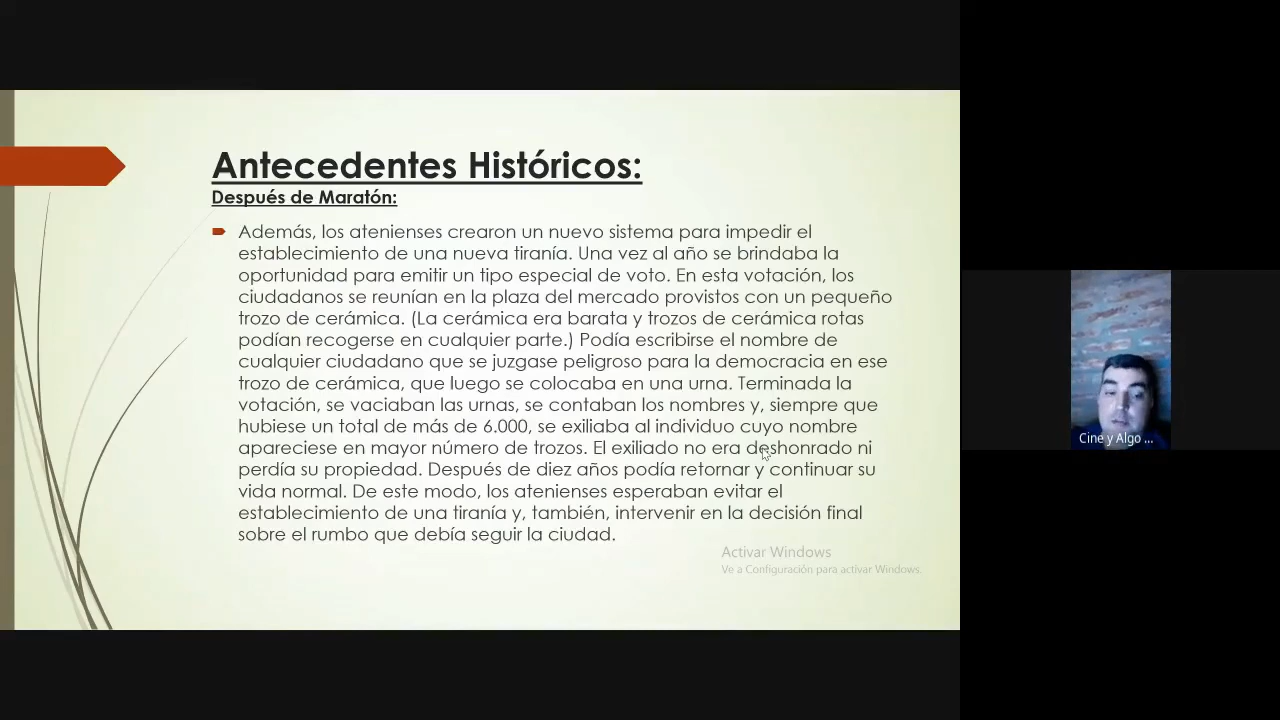 Antecedentes Históricos:
Después de Maratón:
Además, los atenienses crearon un nuevo sistema para impedir el
establecimiento de una nueva tiranía. Una vez al año se brindaba la
oportunidad para emitir un tipo especial de voto. En esta votación, los
ciudadanos se reunían en la plaza del mercado provistos con un pequeño
trozo de cerámica. (La cerámica era barata y trozos de cerámica rotas
podían recogerse en cualquier parte.) Podía escribirse el nombre de
cualquier ciudadano que se juzgase peligroso para la democracia en ese
trozo de cerámica, que luego se colocaba en una urna. Terminada la
votación, se vaciaban las urnas, se contaban los nombres y, siempre que
hubiese un total de más de 6.000, se exiliaba al individuo cuyo nombre
apareciese en mayor número de trozos. El exiliado no era deshonrado ni
perdía su propiedad. Después de diez años podía retornar y continuar su
vida normal. De este modo, los atenienses esperaban evitar el
establecimiento de una tiranía y, también, intervenir en la decisión final
sobre el rumbo que debía seguir la ciudad.
Activar Windows
Ve a Configuración para activar Windows.
Cine y Algo ...